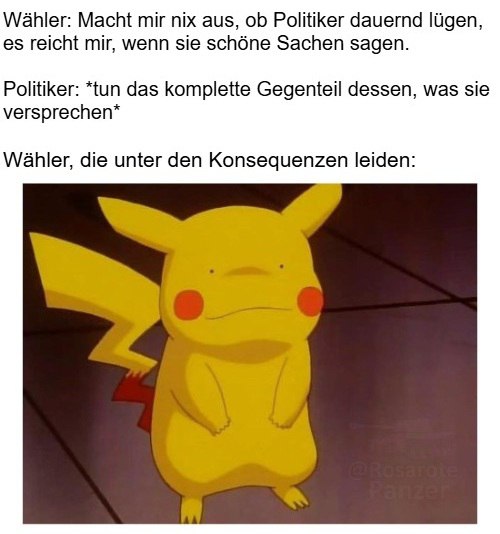 Wähler: Macht mir nix aus, ob Politiker dauernd lügen,
es reicht mir, wenn sie schöne Sachen sagen.
Politiker: *tun das komplette Gegenteil dessen, was sie
versprechen*
Wähler, die unter den Konsequenzen leiden:
@Rosarote
Panzer